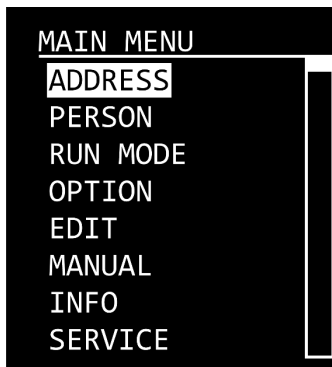 MAIN MENU
ADDRESS
PERSON
RUN MODE
OPTION
EDIT
MANUAL
INFO
SERVICE